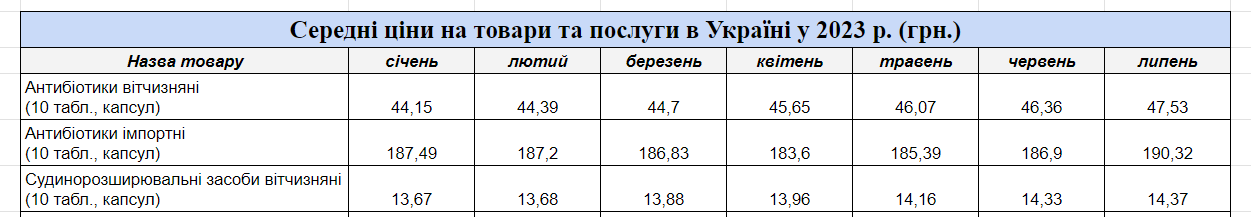 Середні ціни на товари та послуги в Україні у 2023 р. (грн.)
Назва товару січень лютий березень квітень травень червень липень
Антибіотики вітчизняні
(10 табл., капсул) 44,15 44,39 44,7 45,65 46,07 46,36 47,53
Антибіотики імпортні
(10 табл., капсул) 187,49 187,2 186,83 183,6 185,39 186,9 190,32
Судинорозширювальні засоби вітчизняні
(10 табл., капсул) 13,67 13,68 13,88 13,96 14,16 14,33 14,37